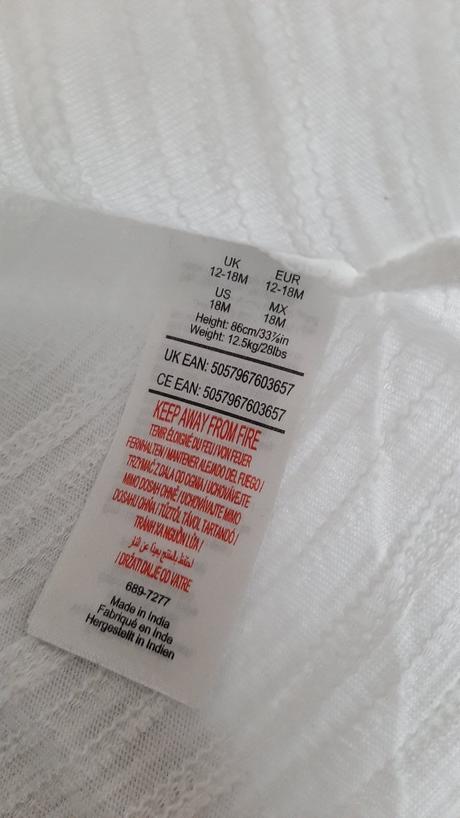 UK EUR
12-18M 12-18M
US MX
18M 18M
Height: 86cm/33⅞in
Weight: 12.5kg/28lbs
UK EAN: 5057967603657
CE EAN: 5057967603657
KEEP AWAY FROM FIRE
TENIR ÉLOIGNÉ DU FEU / VON FEUER
FERNHALTEN / MANTENER ALEJADO DEL FUEGO /
TRZYMAĆ Z DALA OD OGNIA / UCHOVÁVEJTE
MIMO DOSAH OHNĚ / UCHOVÁVAJTE MIMO
DOSAHU OHŇA / TŰZTŐL TÁVOL TARTANDÓ /
TRÁNH XA NGUỒN LỬA /
/ DRŽATI DALJE OD VATRE
689-7277
Made in India
Fabriqué en Inde
Hergestellt in Indien